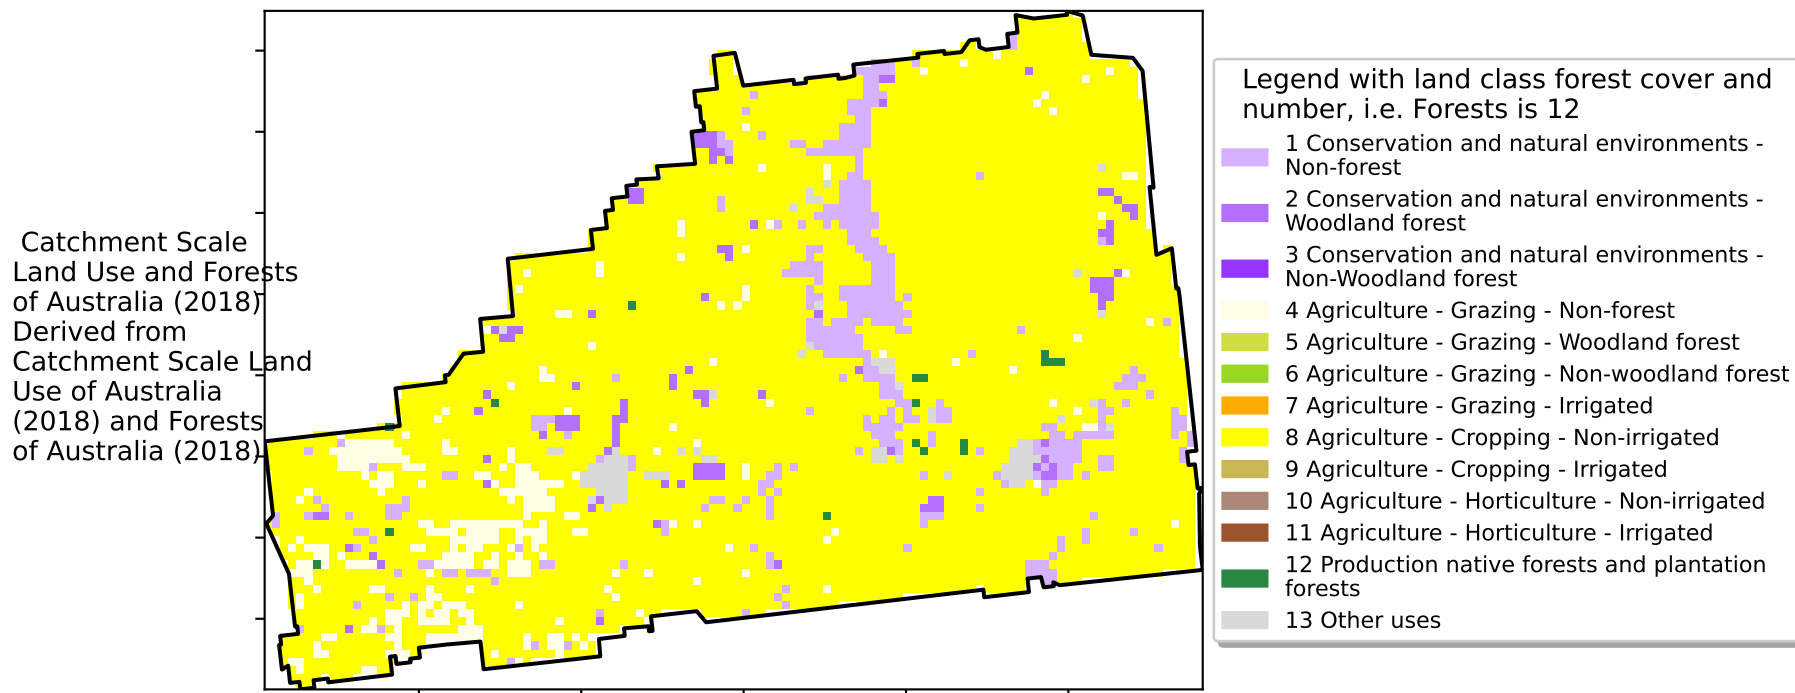 Catchment Scale
Land Use and Forests
of Australia (2018)
Derived from
Catchment Scale Land
Use of Australia
(2018) and Forests
of Australia (2018)
Legend with land class forest cover and
number, i.e. Forests is 12
1 Conservation and natural environments -
Non-forest
2 Conservation and natural environments -
Woodland forest
3 Conservation and natural environments -
Non-Woodland forest
4 Agriculture - Grazing - Non-forest
5 Agriculture - Grazing - Woodland forest
6 Agriculture - Grazing - Non-woodland forest
7 Agriculture - Grazing - Irrigated
8 Agriculture - Cropping - Non-irrigated
9 Agriculture - Cropping - Irrigated
10 Agriculture - Horticulture - Non-irrigated
11 Agriculture - Horticulture - Irrigated
12 Production native forests and plantation
forests
13 Other uses